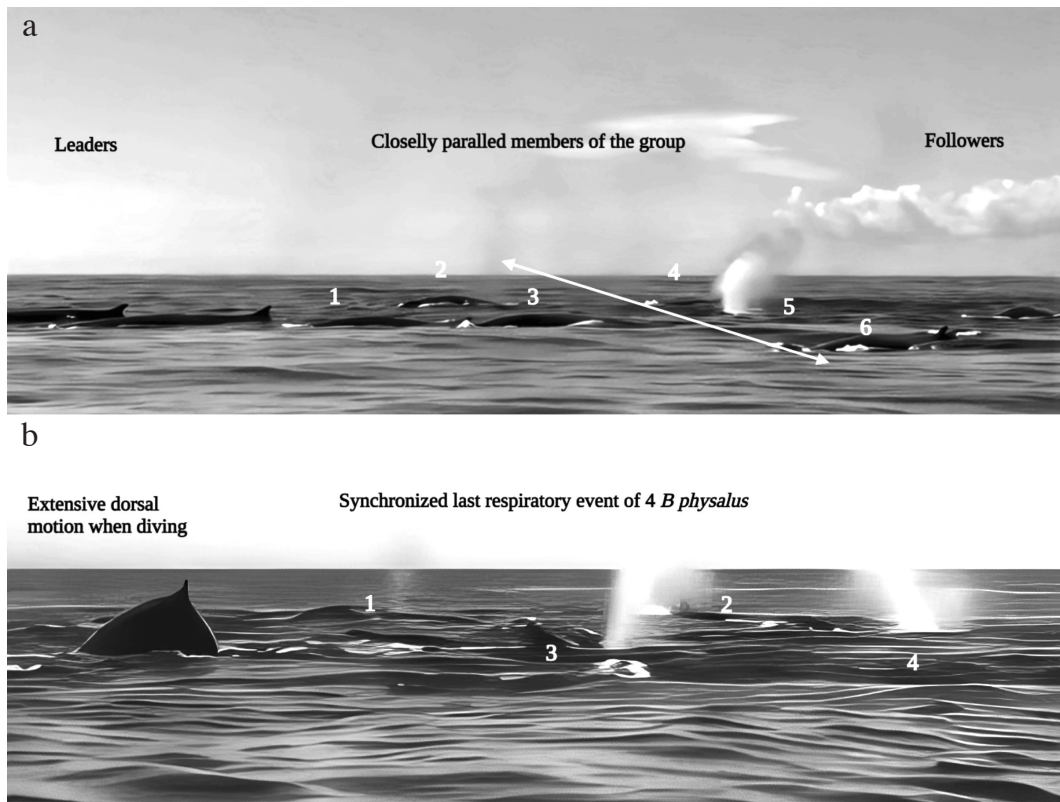 a
Leaders
Closelly paralled members of the group
Followers
2
4
1
3
5
6
b
Extensive dorsal
motion when diving
Synchronized last respiratory event of 4 B physalus
1
2
3
4